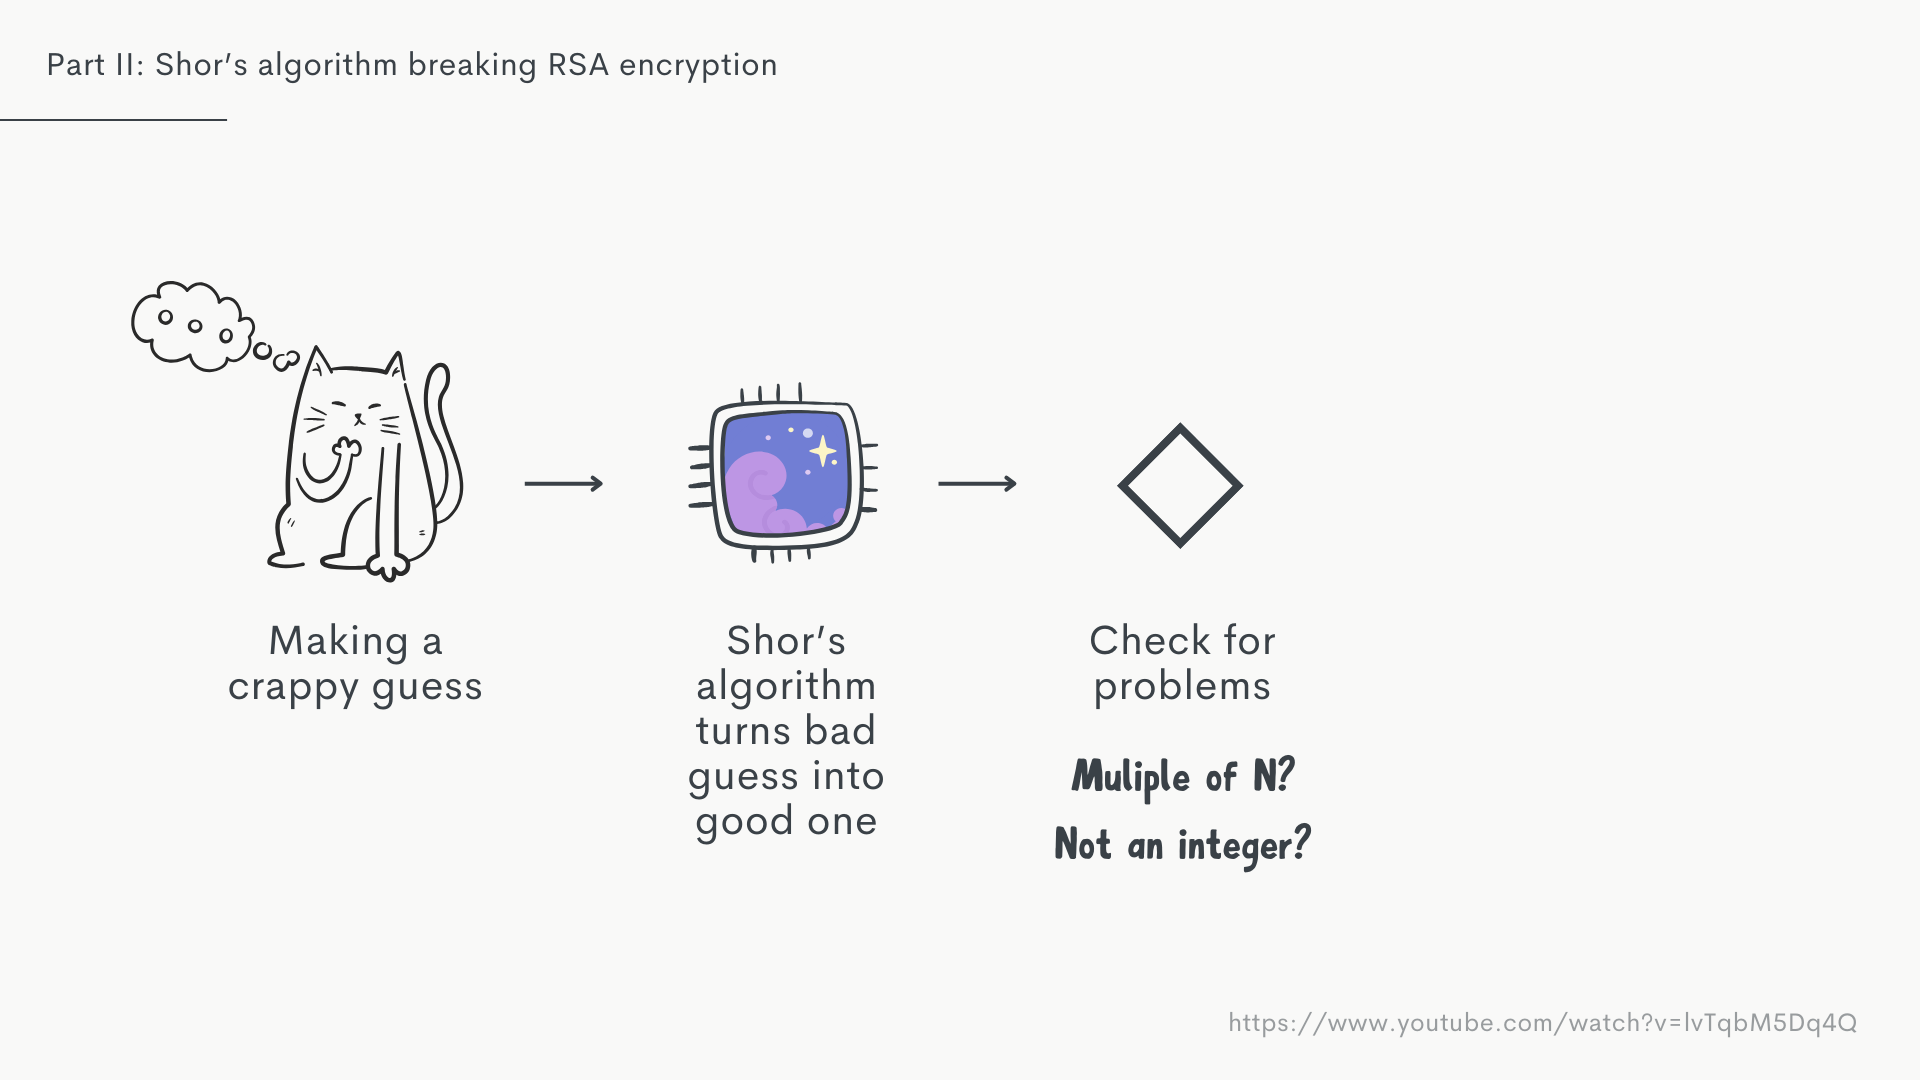 Part II: Shor’s algorithm breaking RSA encryption
Making a
crappy guess
Shor’s
algorithm
turns bad
guess into
good one
Check for
problems
Muliple of N?
Not an integer?
https://www.youtube.com/watch?v=lvTqbM5Dq4Q